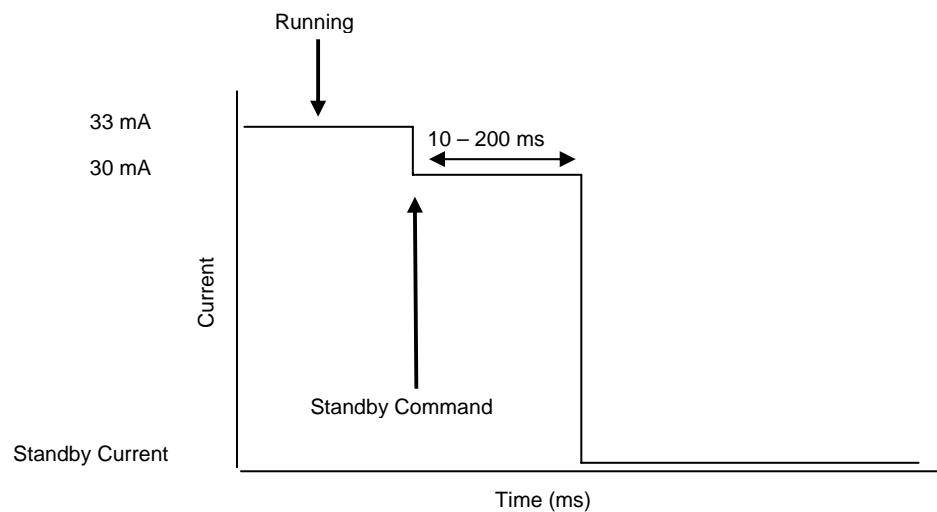 Running
33 mA
10 – 200 ms
30 mA
Current
Standby Command
Standby Current
Time (ms)